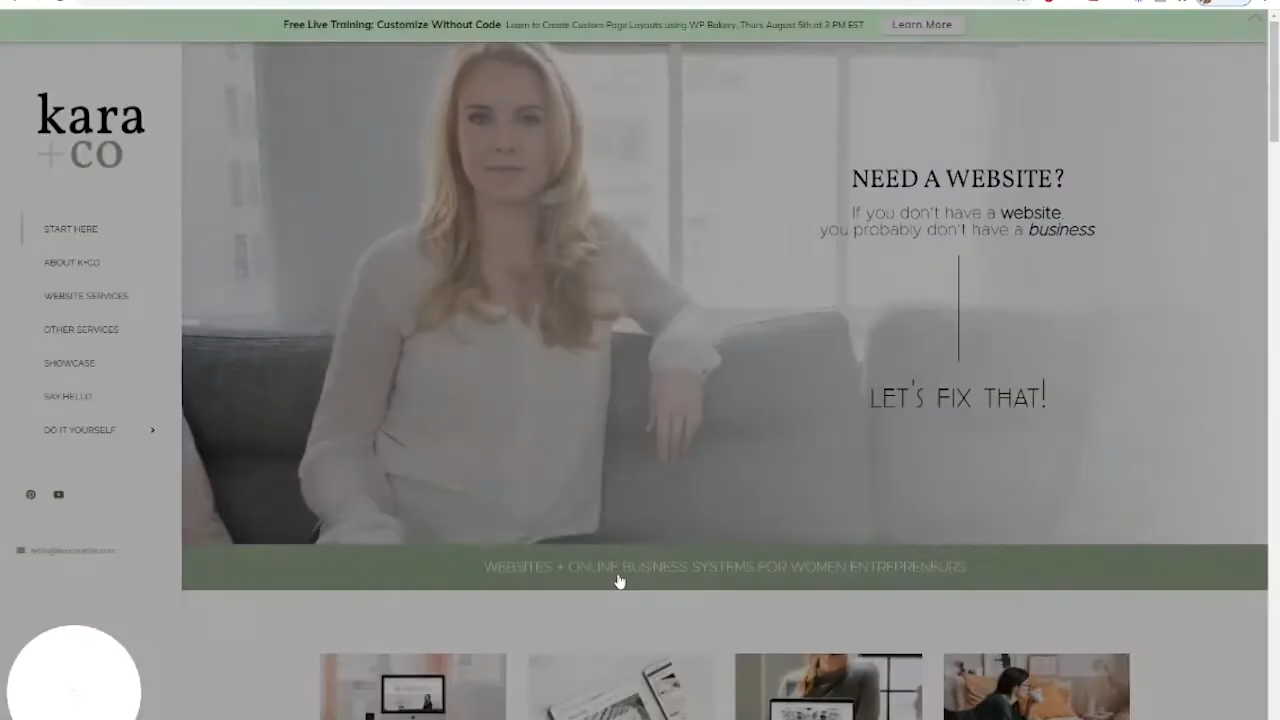 Free Live Training: Customize Without Code Learn to Create Custom Page Layouts using WP Bakery, Thurs August 5th at 3 PM EST Learn More
kara
+co
START HERE
ABOUT K+CO
WEBSITE SERVICES
OTHER SERVICES
SHOWCASE
SAY HELLO
DO IT YOURSELF
NEED A WEBSITE?
If you don't have a website,
you probably don't have a business
LET'S FIX THAT!
WEBSITES + ONLINE BUSINESS SYSTEMS FOR WOMEN ENTREPRENEURS